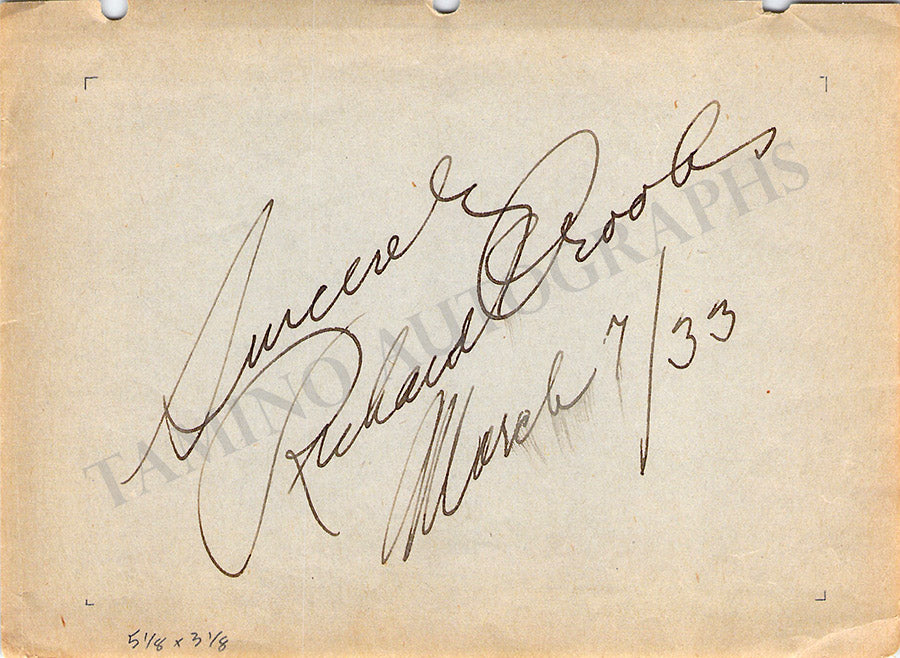 Sincerely
Richard Crooks
March 7/33
TAMINO AUTOGRAPHS
5 1/8 x 3 1/8